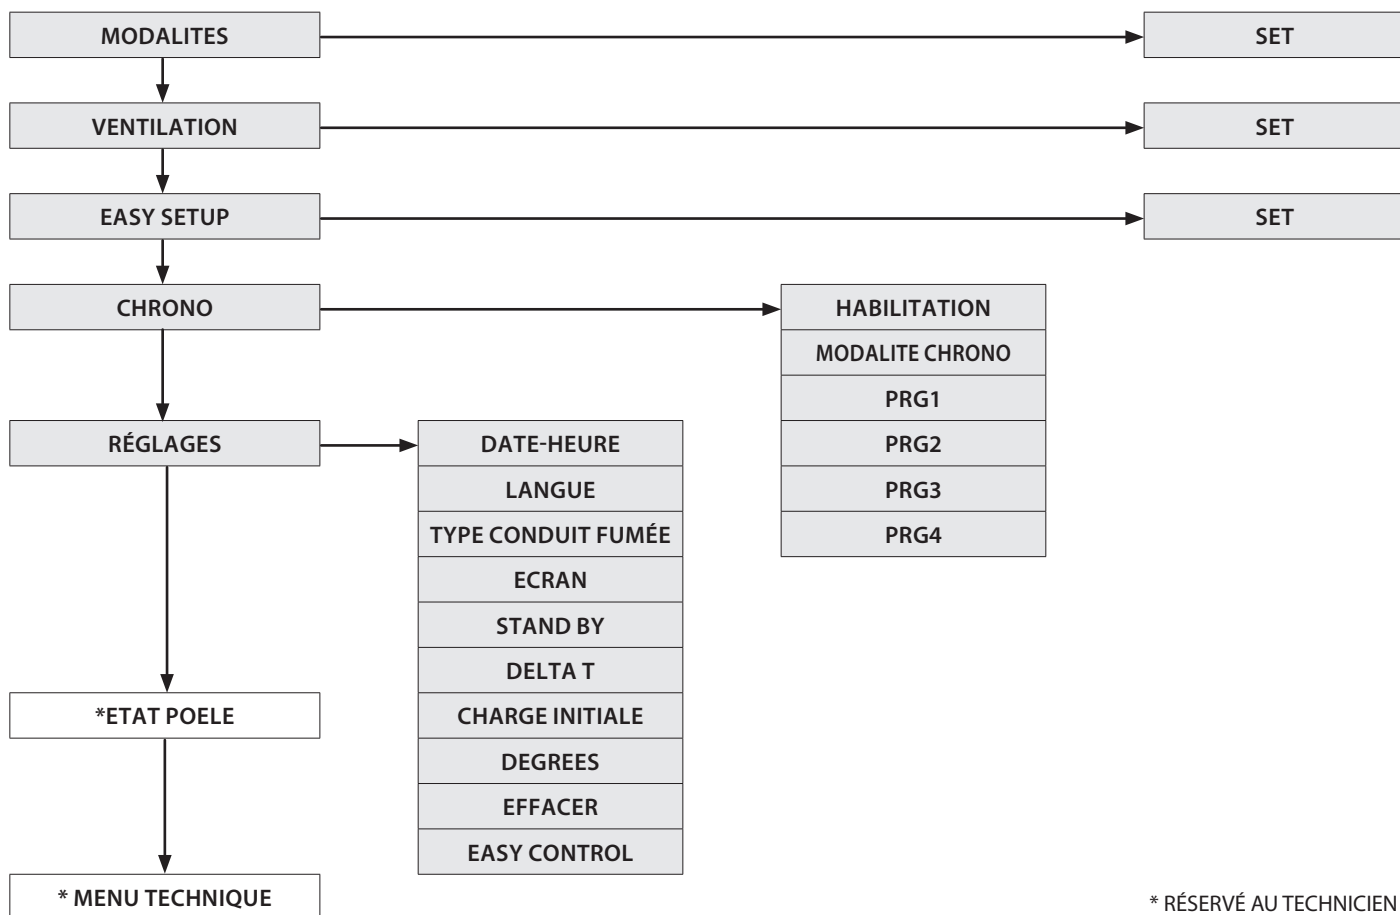 MODALITES
SET
VENTILATION
SET
EASY SETUP
SET
CHRONO
HABILITATION
MODALITE CHRONO
PRG1
PRG2
PRG3
PRG4
RÉGLAGES
DATE-HEURE
LANGUE
TYPE CONDUIT FUMÉE
ECRAN
STAND BY
DELTA T
CHARGE INITIALE
DEGREES
EFFACER
EASY CONTROL
*ETAT POELE
* MENU TECHNIQUE
* RÉSERVÉ AU TECHNICIEN